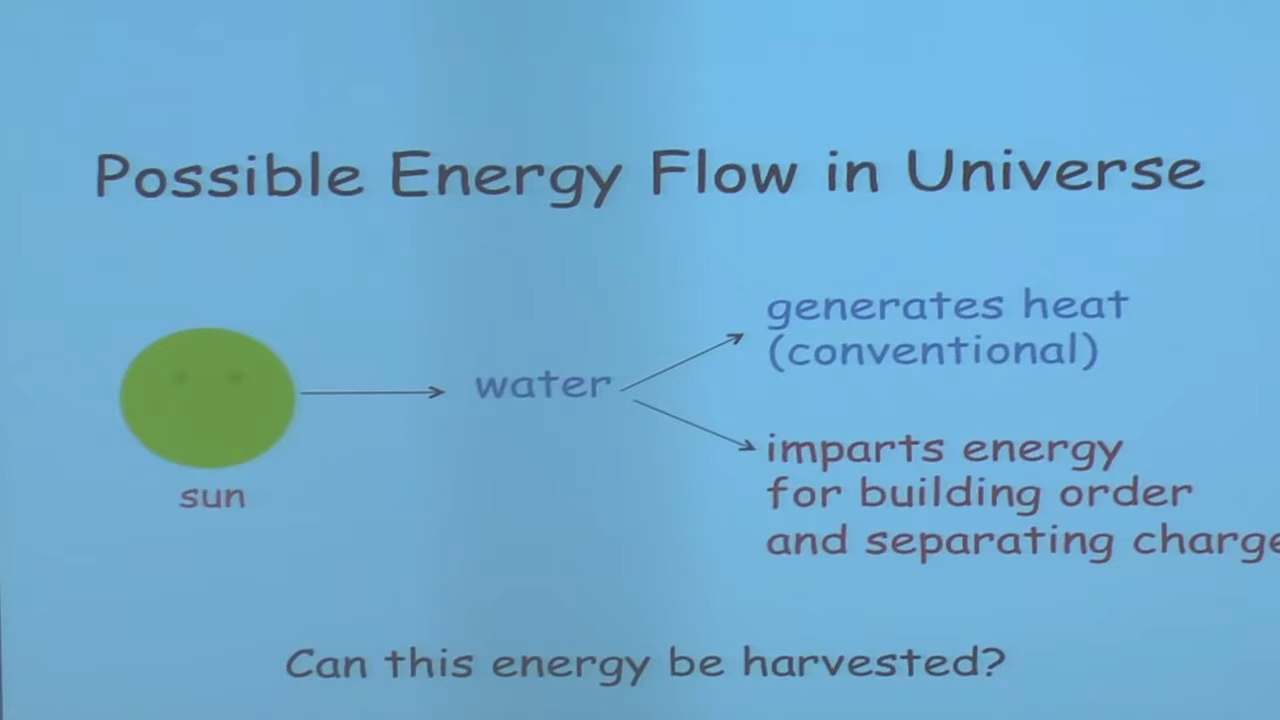 Possible Energy Flow in Universe
generates heat
(conventional)
water
imparts energy
for building order
and separating charge
sun
Can this energy be harvested?